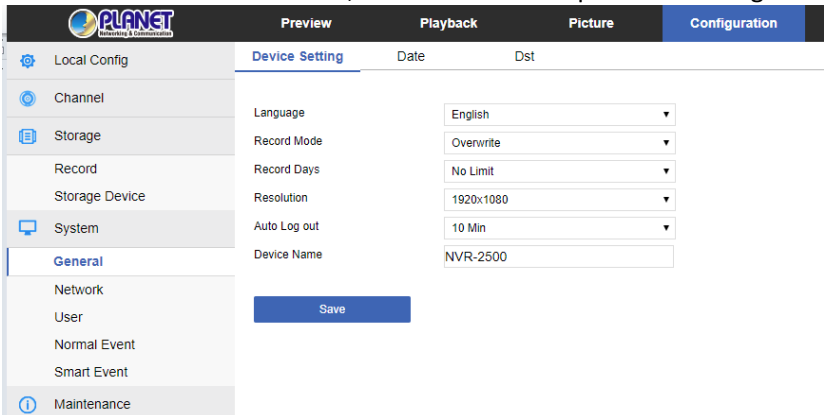 PLANET
Networking & Communication
Preview Playback Picture Configuration
Local Config
Channel
Storage
Record
Storage Device
System
General
Network
User
Normal Event
Smart Event
Maintenance
Device Setting Date Dst
Language English
Record Mode Overwrite
Record Days No Limit
Resolution 1920x1080
Auto Log out 10 Min
Device Name NVR-2500
Save